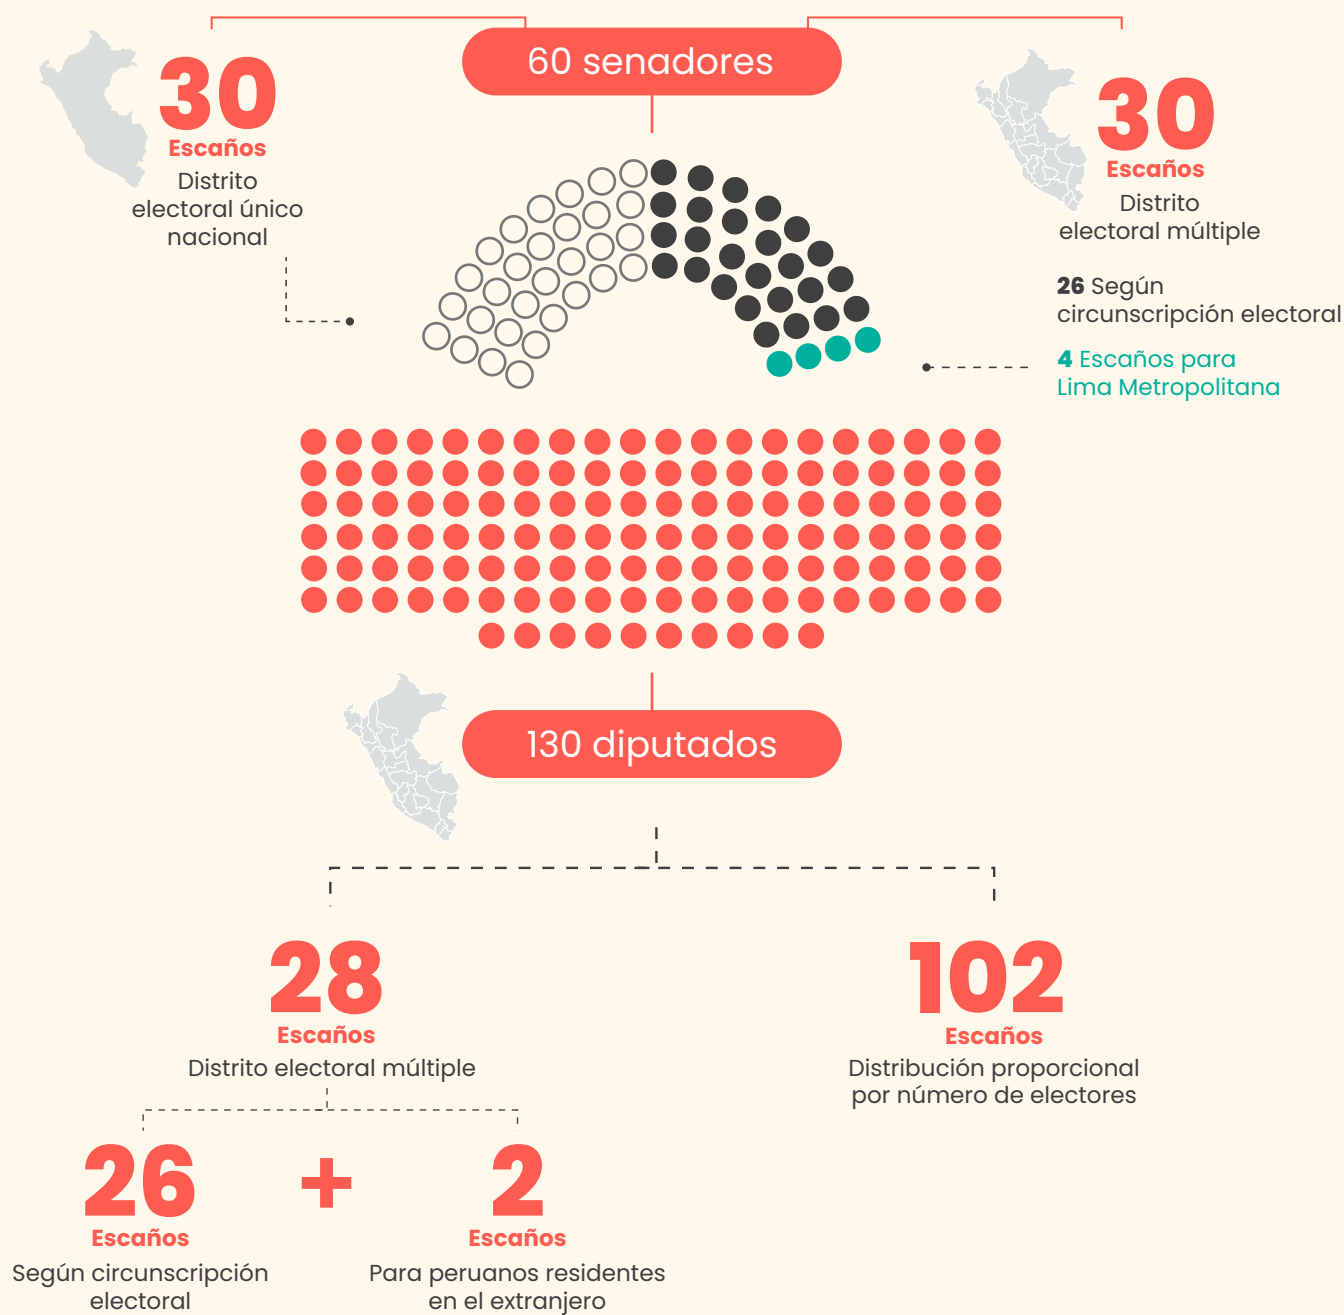 60 senadores
30
Escaños
Distrito
electoral único
nacional
30
Escaños
Distrito
electoral múltiple
26 Según
circunscripción electoral
4 Escaños para
Lima Metropolitana
130 diputados
28
Escaños
Distrito electoral múltiple
102
Escaños
Distribución proporcional
por número de electores
26
Escaños
Según circunscripción
electoral
+
2
Escaños
Para peruanos residentes
en el extranjero